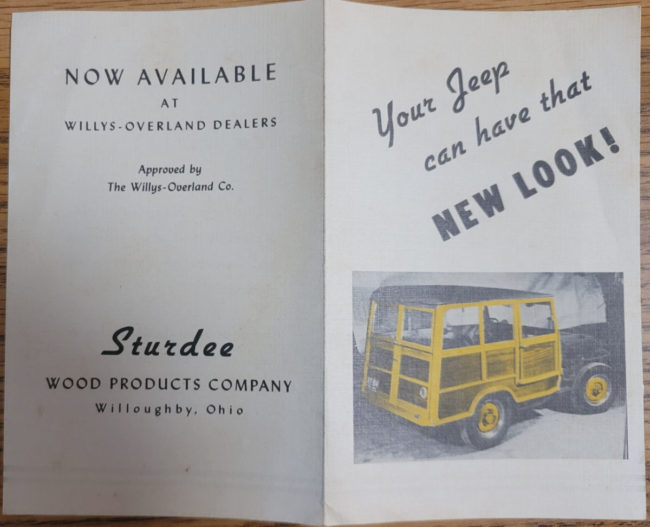 NOW AVAILABLE
AT
WILLYS-OVERLAND DEALERS
Approved by
The Willys-Overland Co.
Sturdee
WOOD PRODUCTS COMPANY
Willoughby, Ohio
Your Jeep
can have that
NEW LOOK!